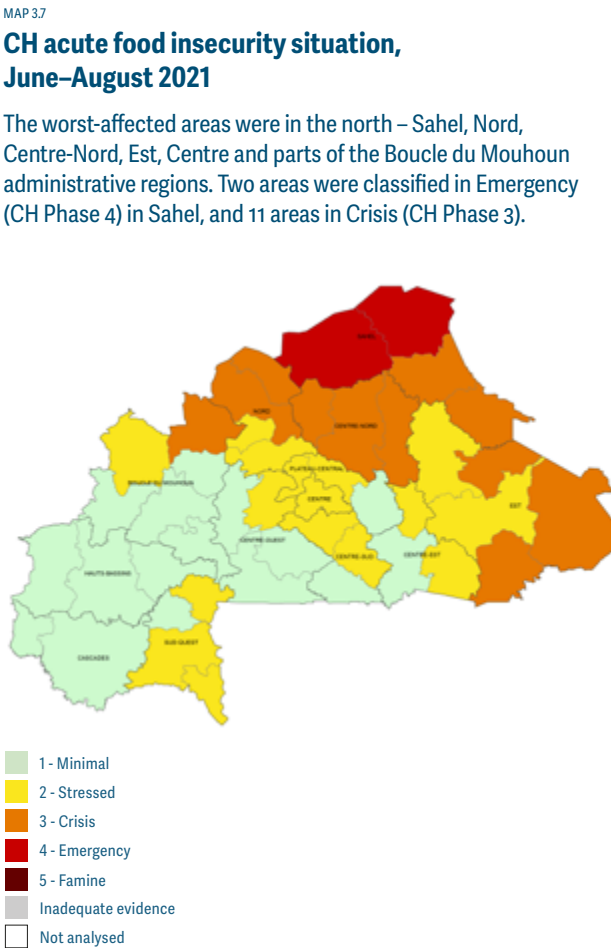 MAP 3.7
CH acute food insecurity situation,
June–August 2021
The worst-affected areas were in the north – Sahel, Nord,
Centre-Nord, Est, Centre and parts of the Boucle du Mouhoun
administrative regions. Two areas were classified in Emergency
(CH Phase 4) in Sahel, and 11 areas in Crisis (CH Phase 3).
SAHEL
NORD
CENTRE-NORD
PLATEAU-CENTRAL
BOUCLE DU MOUHOUN
CENTRE
EST
CENTRE-OUEST
CENTRE-EST
CENTRE-SUD
HAUTS-BASSINS
SUD-OUEST
CASCADES
1 - Minimal
2 - Stressed
3 - Crisis
4 - Emergency
5 - Famine
Inadequate evidence
Not analysed